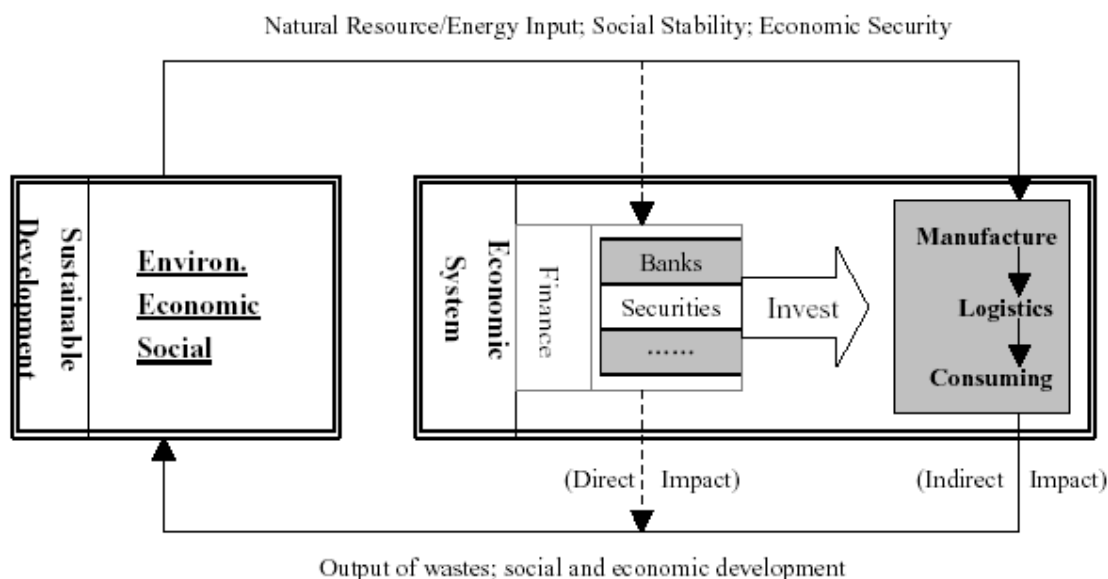 Natural Resource/Energy Input; Social Stability; Economic Security
Sustainable
Development
Environ.
Economic
Social
Economic
System
Finance
Banks
Securities
......
Invest
Manufacture
Logistics
Consuming
(Direct Impact)
(Indirect Impact)
Output of wastes; social and economic development